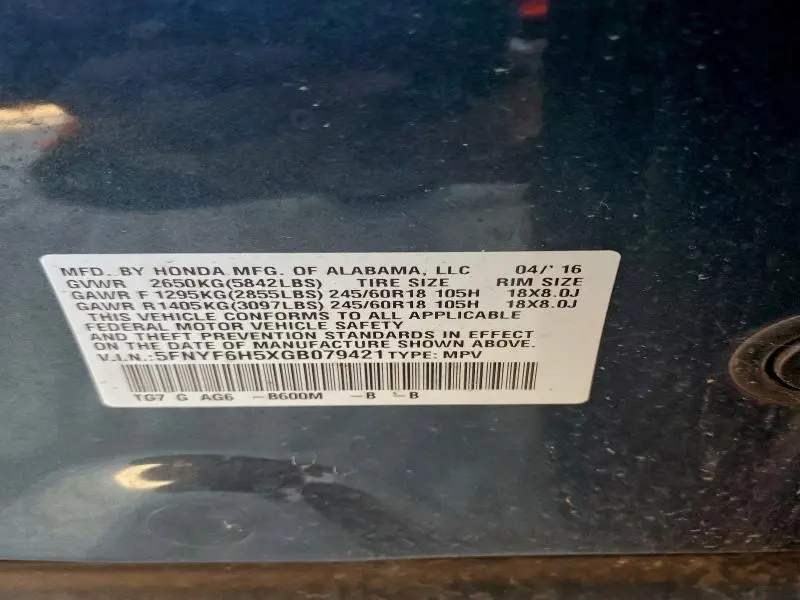 MFD. BY HONDA MFG. OF ALABAMA, LLC 04/'16
GVWR 2650KG(5842LBS) TIRE SIZE RIM SIZE
GAWR F 1295KG(2855LBS) 245/60R18 105H 18X8.0J
GAWR R 1405KG(3097LBS) 245/60R18 105H 18X8.0J
THIS VEHICLE CONFORMS TO ALL APPLICABLE
FEDERAL MOTOR VEHICLE SAFETY
AND THEFT PREVENTION STANDARDS IN EFFECT
ON THE DATE OF MANUFACTURE SHOWN ABOVE.
V.I.N.:5FNYF6H5XGB079421 TYPE: MPV
TG7 G AG6 -B600M -B -B